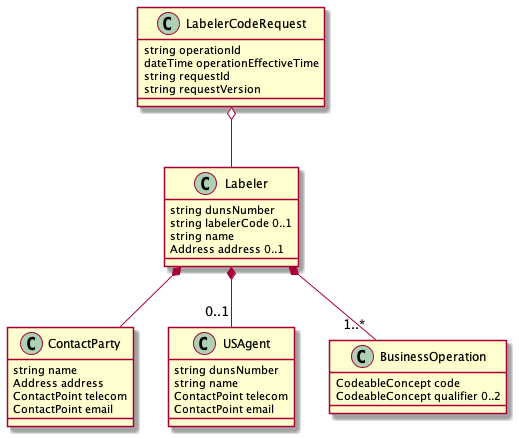 C LabelerCodeRequest
string operationId
dateTime operationEffectiveTime
string requestId
string requestVersion
C Labeler
string dunsNumber
string labelerCode 0..1
string name
Address address 0..1
0..1
1..*
C ContactParty
string name
Address address
ContactPoint telecom
ContactPoint email
C USAgent
string dunsNumber
string name
ContactPoint telecom
ContactPoint email
C BusinessOperation
CodeableConcept code
CodeableConcept qualifier 0..2